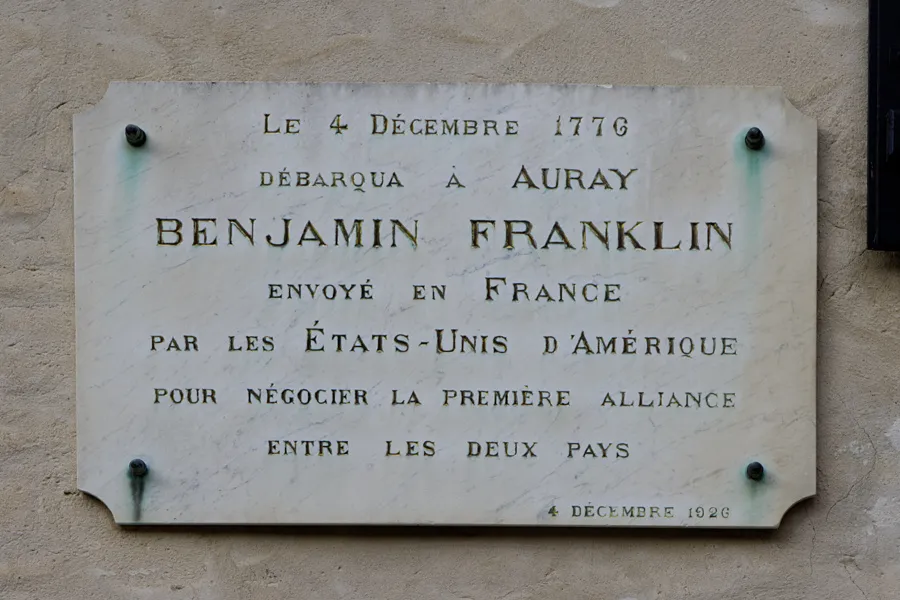 Le 4 Décembre 1776
débarqua à Auray
BENJAMIN FRANKLIN
envoyé en France
par les États-Unis d'Amérique
pour négocier la première alliance
entre les deux pays
4 Décembre 1926